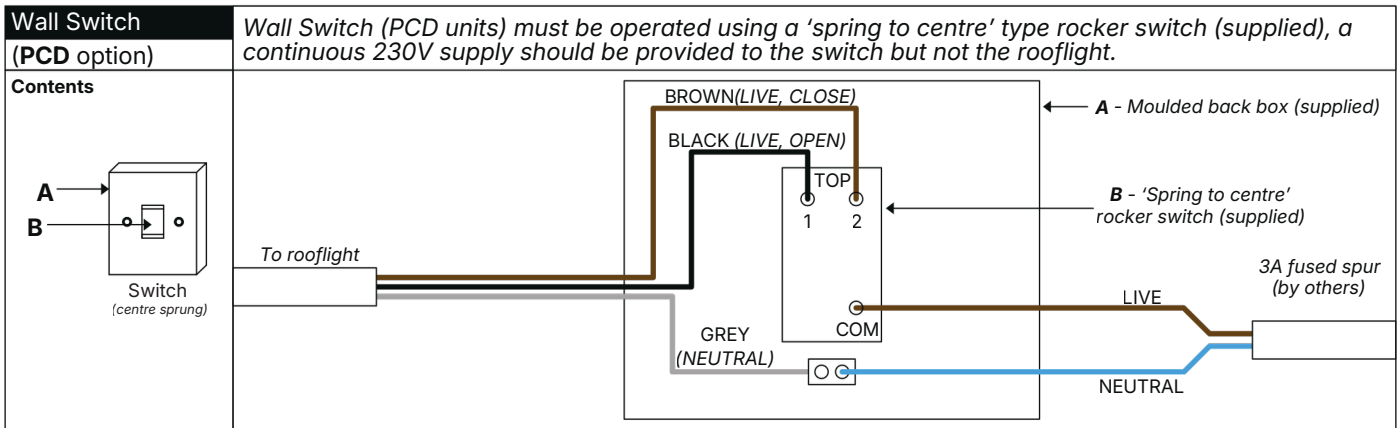 Wall Switch
(PCD option)
Wall Switch (PCD units) must be operated using a ‘spring to centre’ type rocker switch (supplied), a
continuous 230V supply should be provided to the switch but not the rooflight.
Contents
A
B
Switch
(centre sprung)
To rooflight
BROWN(LIVE, CLOSE)
BLACK (LIVE, OPEN)
TOP
1 2
COM
GREY
(NEUTRAL)
A - Moulded back box (supplied)
B - ‘Spring to centre’
rocker switch (supplied)
3A fused spur
(by others)
LIVE
NEUTRAL